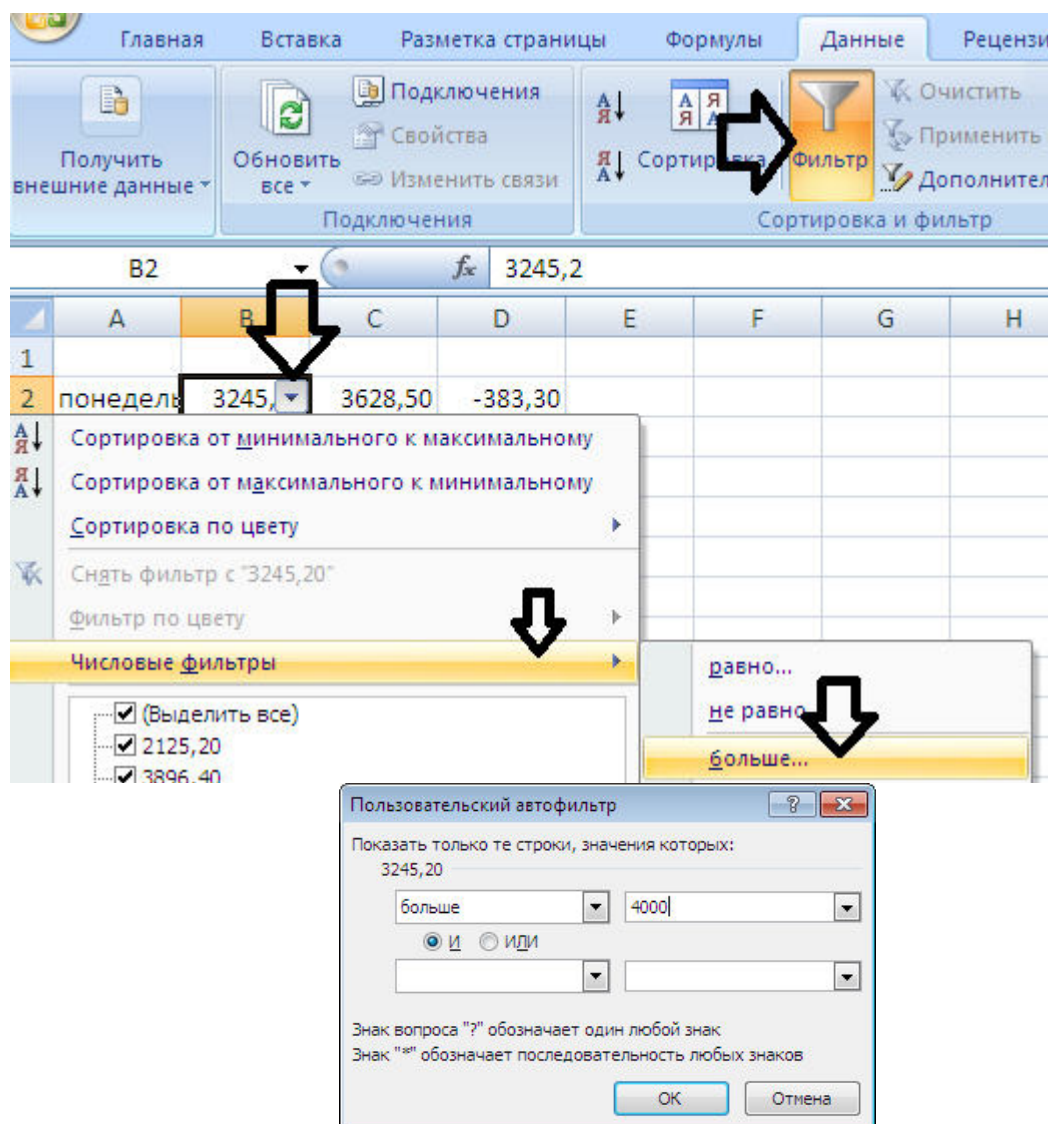 Главная Вставка Разметка страницы Формулы Данные Рецензи
Получить внешние данные
Обновить все
Подключения
Свойства
Изменить связи
Подключения
Сортировка
Фильтр
Очистить
Применить
Дополнител
Сортировка и фильтр
B2 fx 3245,2
A B C D E F G H
1
2 понедель 3245, 3628,50 -383,30
Сортировка от минимального к максимальному
Сортировка от максимального к минимальному
Сортировка по цвету
Снять фильтр с "3245,20"
Фильтр по цвету
Числовые фильтры
равно...
не равно
больше...
(Выделить все)
2125,20
3896,40
Пользовательский автофильтр
Показать только те строки, значения которых:
3245,20
больше 4000
И ИЛИ
Знак вопроса "?" обозначает один любой знак
Знак "*" обозначает последовательность любых знаков
ОК Отмена